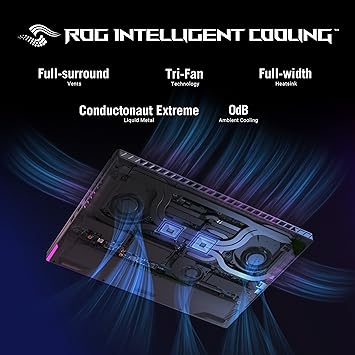 ROG INTELLIGENT COOLING™
Full-surround
Vents
Tri-Fan
Technology
Full-width
Heatsink
Conductonaut Extreme
Liquid Metal
0dB
Ambient Cooling